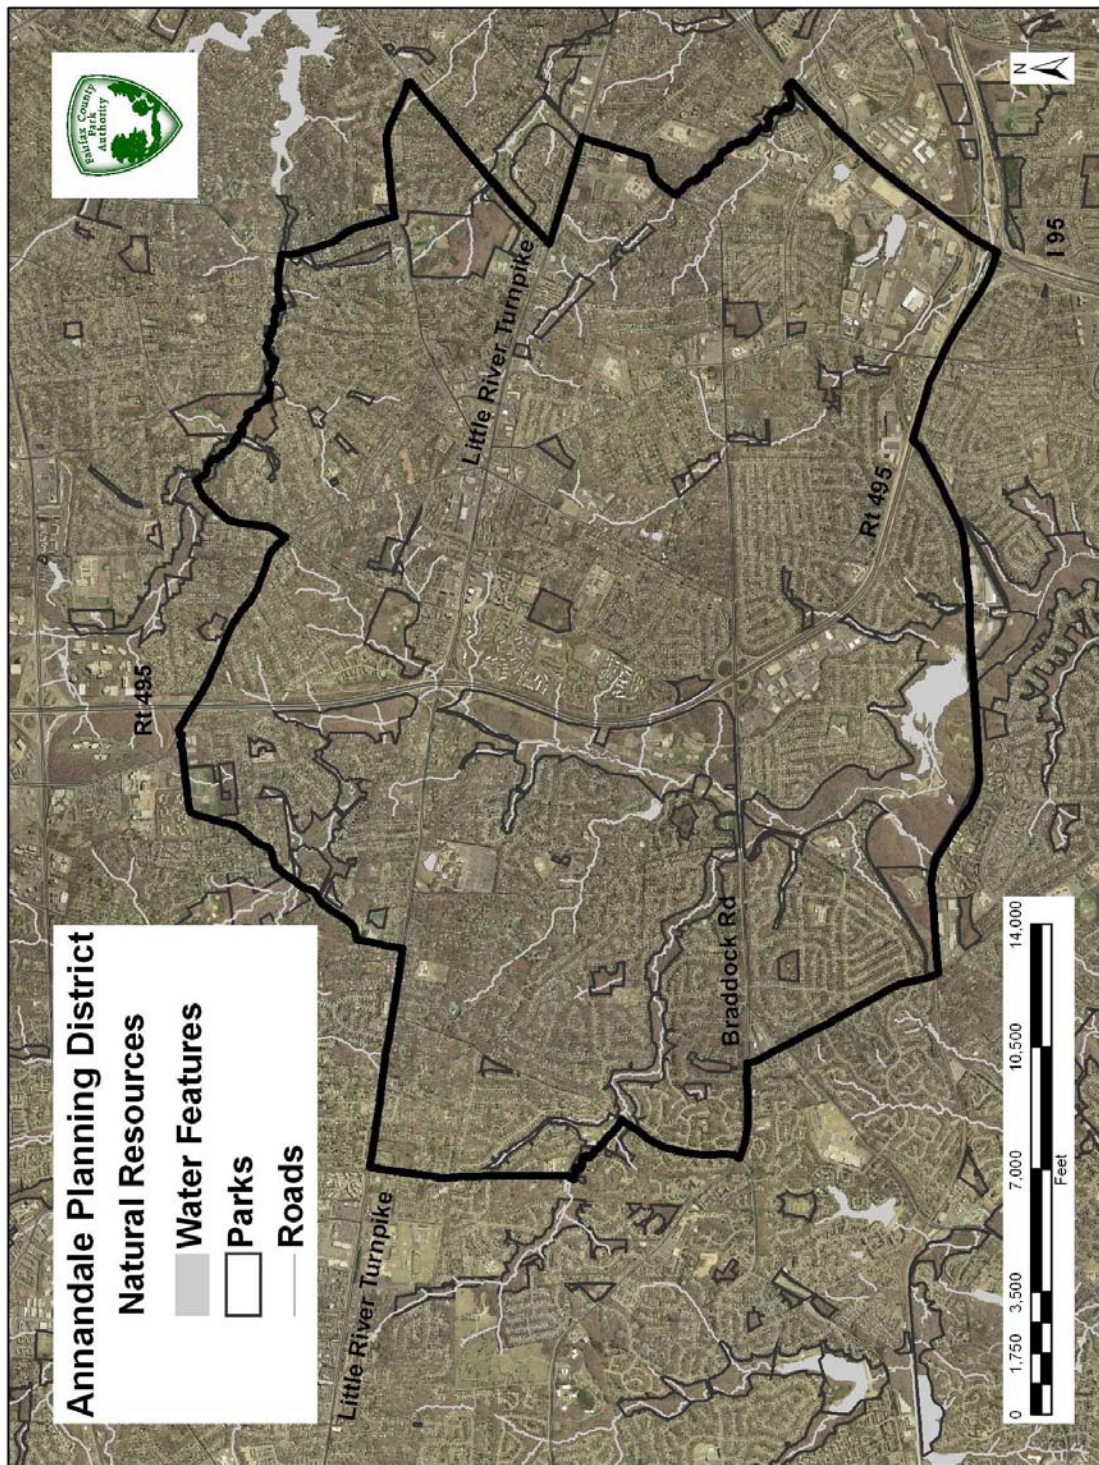 Annandale Planning District
Natural Resources
Water Features
Parks
Roads
Fairfax County
Park
Authority
N
Rt 495
Little River Turnpike
Little River Turnpike
Braddock Rd
Rt 495
I 95
0 1,750 3,500 7,000 10,500 14,000
Feet